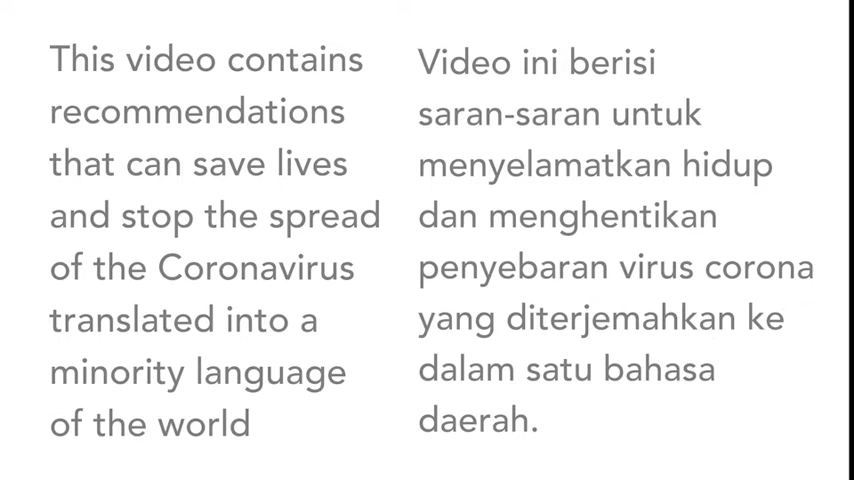 This video contains
recommendations
that can save lives
and stop the spread
of the Coronavirus
translated into a
minority language
of the world
Video ini berisi
saran-saran untuk
menyelamatkan hidup
dan menghentikan
penyebaran virus corona
yang diterjemahkan ke
dalam satu bahasa
daerah.